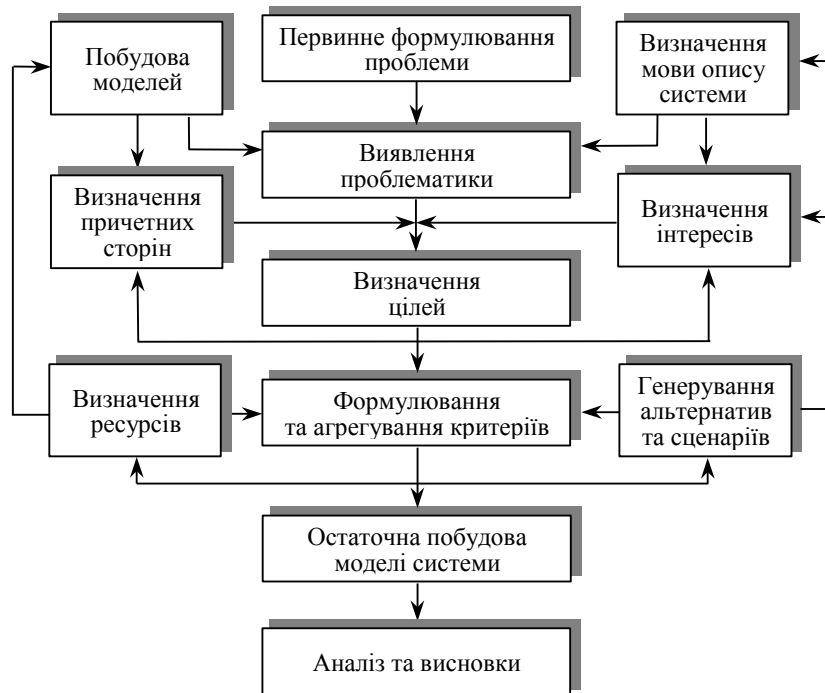 Побудова
моделей
Первинне формулювання
проблеми
Визначення
мови опису
системи
Виявлення
проблематики
Визначення
причетних
сторін
Визначення
інтересів
Визначення
цілей
Визначення
ресурсів
Формулювання
та агрегування критеріїв
Генерування
альтернатив
та сценаріїв
Остаточна побудова
моделі системи
Аналіз та висновки